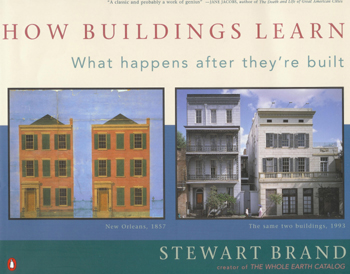 "A classic and probably a work of genius" —JANE JACOBS, author of The Death and Life of Great American Cities
HOW BUILDINGS LEARN
What happens after they're built
New Orleans, 1857
The same two buildings, 1993
STEWART BRAND
creator of THE WHOLE EARTH CATALOG